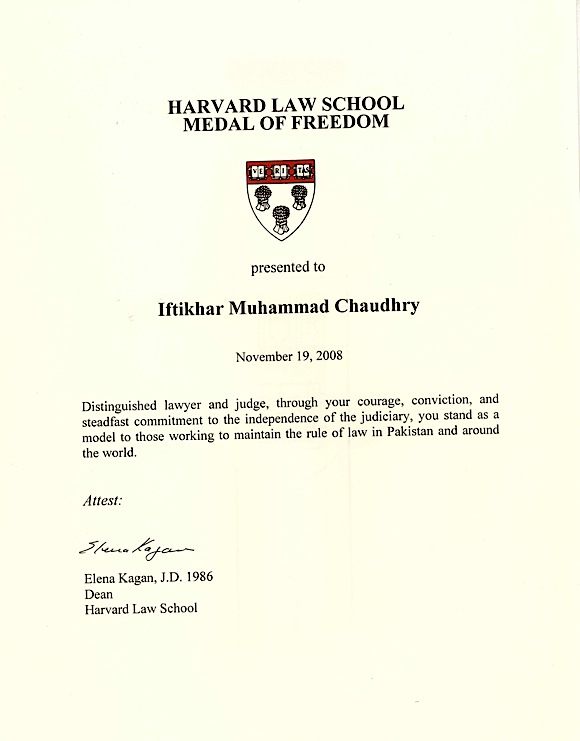 HARVARD LAW SCHOOL
MEDAL OF FREEDOM
VE RI TAS
presented to
Iftikhar Muhammad Chaudhry
November 19, 2008
Distinguished lawyer and judge, through your courage, conviction, and
steadfast commitment to the independence of the judiciary, you stand as a
model to those working to maintain the rule of law in Pakistan and around
the world.
Attest:
Elena Kagan
Elena Kagan, J.D. 1986
Dean
Harvard Law School